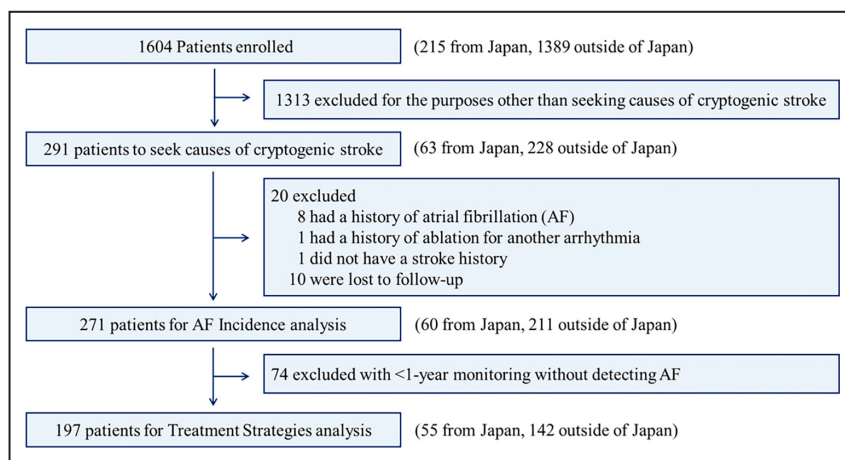 1604 Patients enrolled (215 from Japan, 1389 outside of Japan)
1313 excluded for the purposes other than seeking causes of cryptogenic stroke
291 patients to seek causes of cryptogenic stroke (63 from Japan, 228 outside of Japan)
20 excluded
8 had a history of atrial fibrillation (AF)
1 had a history of ablation for another arrhythmia
1 did not have a stroke history
10 were lost to follow-up
271 patients for AF Incidence analysis (60 from Japan, 211 outside of Japan)
74 excluded with <1-year monitoring without detecting AF
197 patients for Treatment Strategies analysis (55 from Japan, 142 outside of Japan)